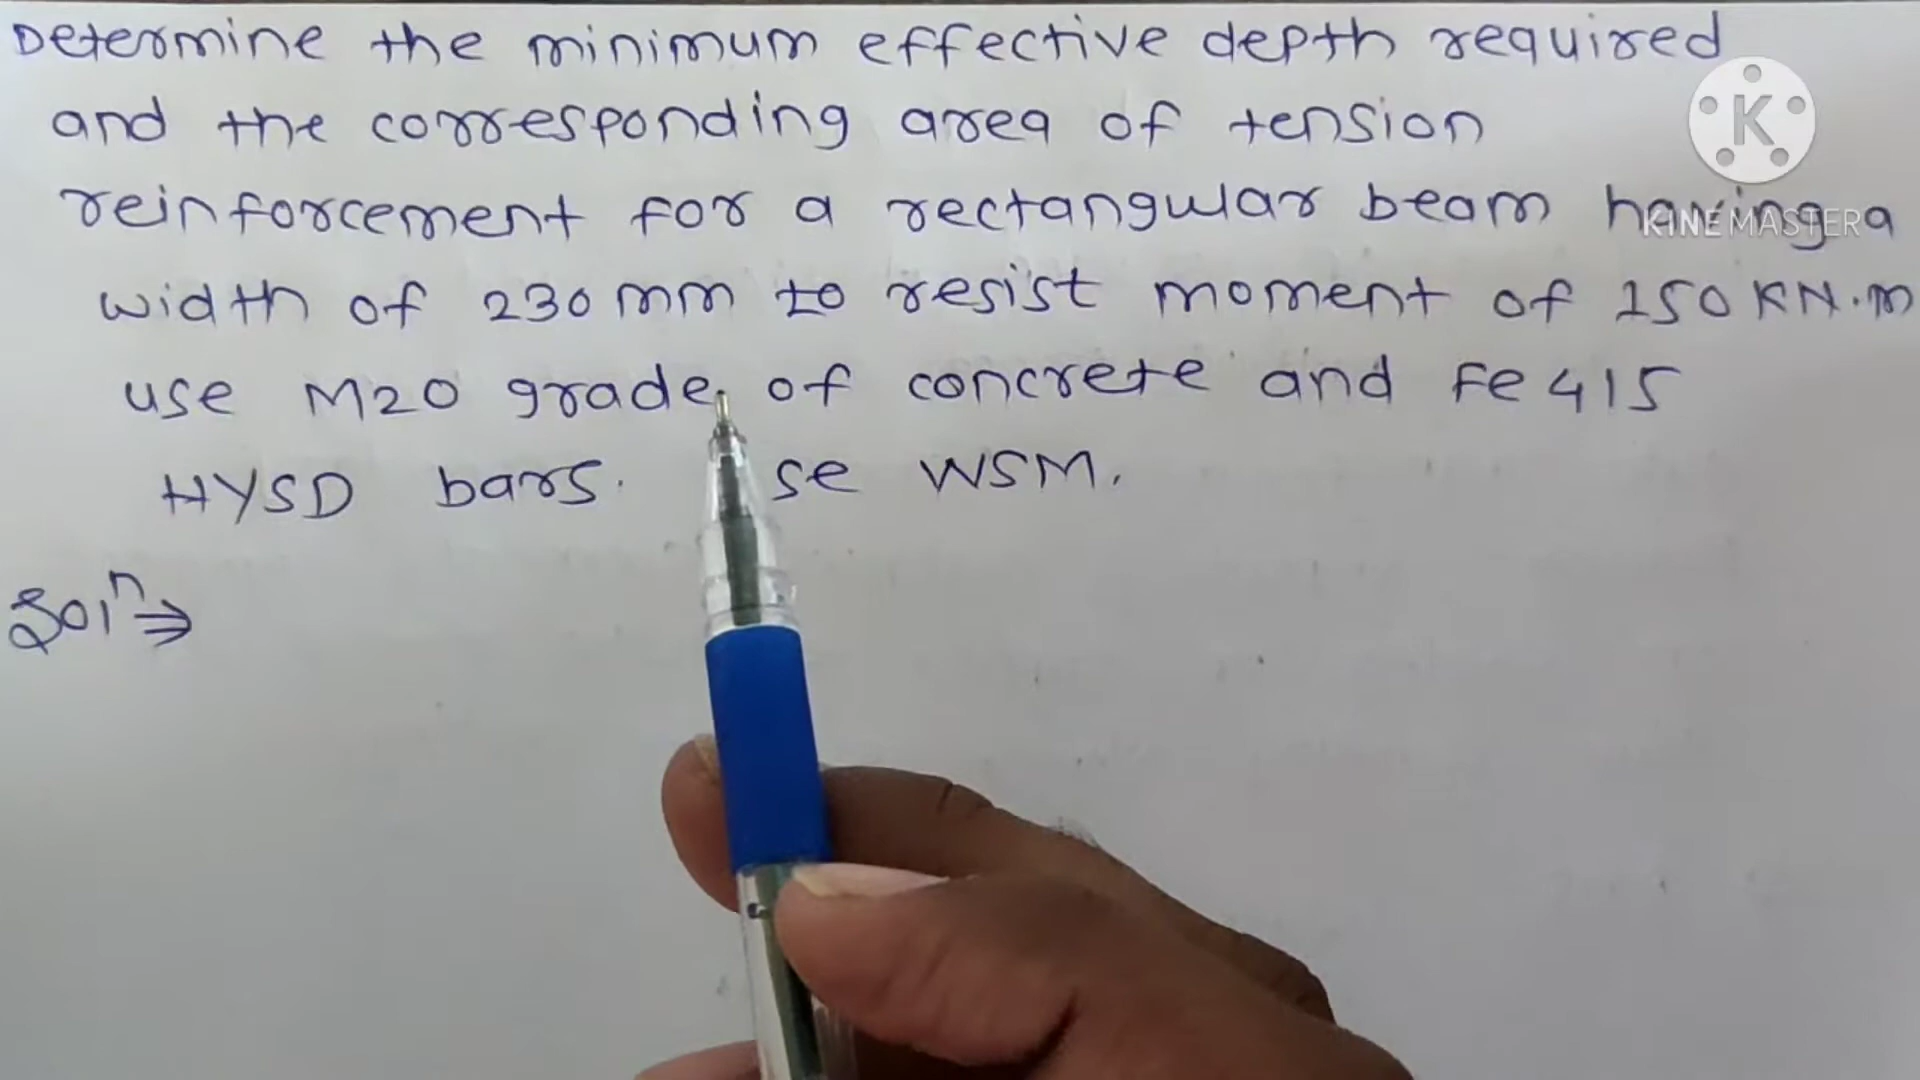 Determine the minimum effective depth required
and the corresponding area of tension
reinforcement for a rectangular beam having a
width of 230 mm to resist moment of 150 KN.m
use M20 grade of concrete and Fe 415
HYSD bars. se WSM.
Solⁿ ⇒
K
KINEMASTER